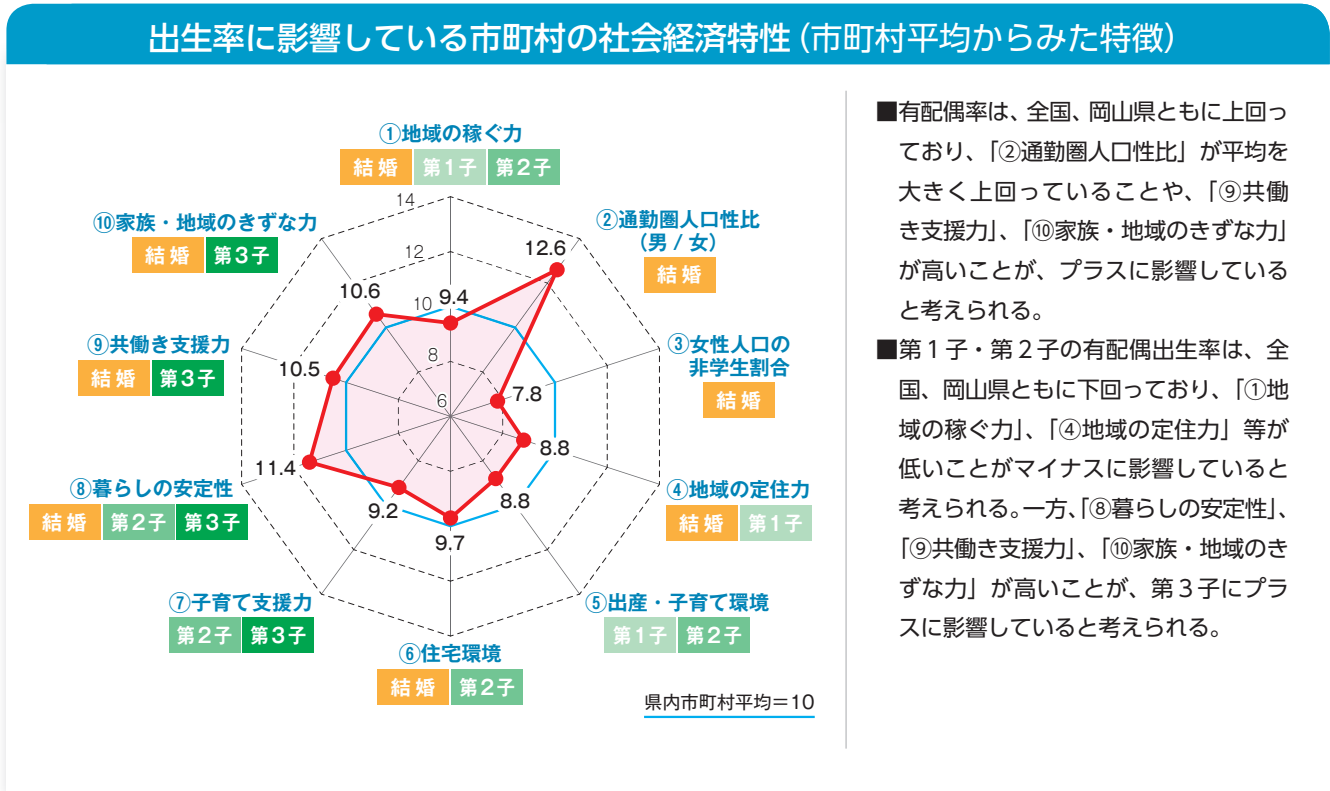 出生率に影響している市町村の社会経済特性（市町村平均からみた特徴）
①地域の稼ぐ力
結婚 第1子 第2子
②通勤圏人口性比
（男 / 女）
結婚
③女性人口の
非学生割合
結婚
④地域の定住力
結婚 第1子
⑤出産・子育て環境
第1子 第2子
⑥住宅環境
結婚 第2子
⑦子育て支援力
第2子 第3子
⑧暮らしの安定性
結婚 第2子 第3子
⑨共働き支援力
結婚 第3子
⑩家族・地域のきずな力
結婚 第3子
14
12
10
8
6
9.4
12.6
7.8
8.8
8.8
9.7
9.2
11.4
10.5
10.6
県内市町村平均＝10
■有配偶率は、全国、岡山県ともに上回っ
ており、「②通勤圏人口性比」が平均を
大きく上回っていることや、「⑨共働
き支援力」、「⑩家族・地域のきずな力」
が高いことが、プラスに影響している
と考えられる。
■第１子・第２子の有配偶出生率は、全
国、岡山県ともに下回っており、「①地
域の稼ぐ力」、「④地域の定住力」等が
低いことがマイナスに影響していると
考えられる。一方、「⑧暮らしの安定性」、
「⑨共働き支援力」、「⑩家族・地域のき
ずな力」が高いことが、第３子にプラ
スに影響していると考えられる。